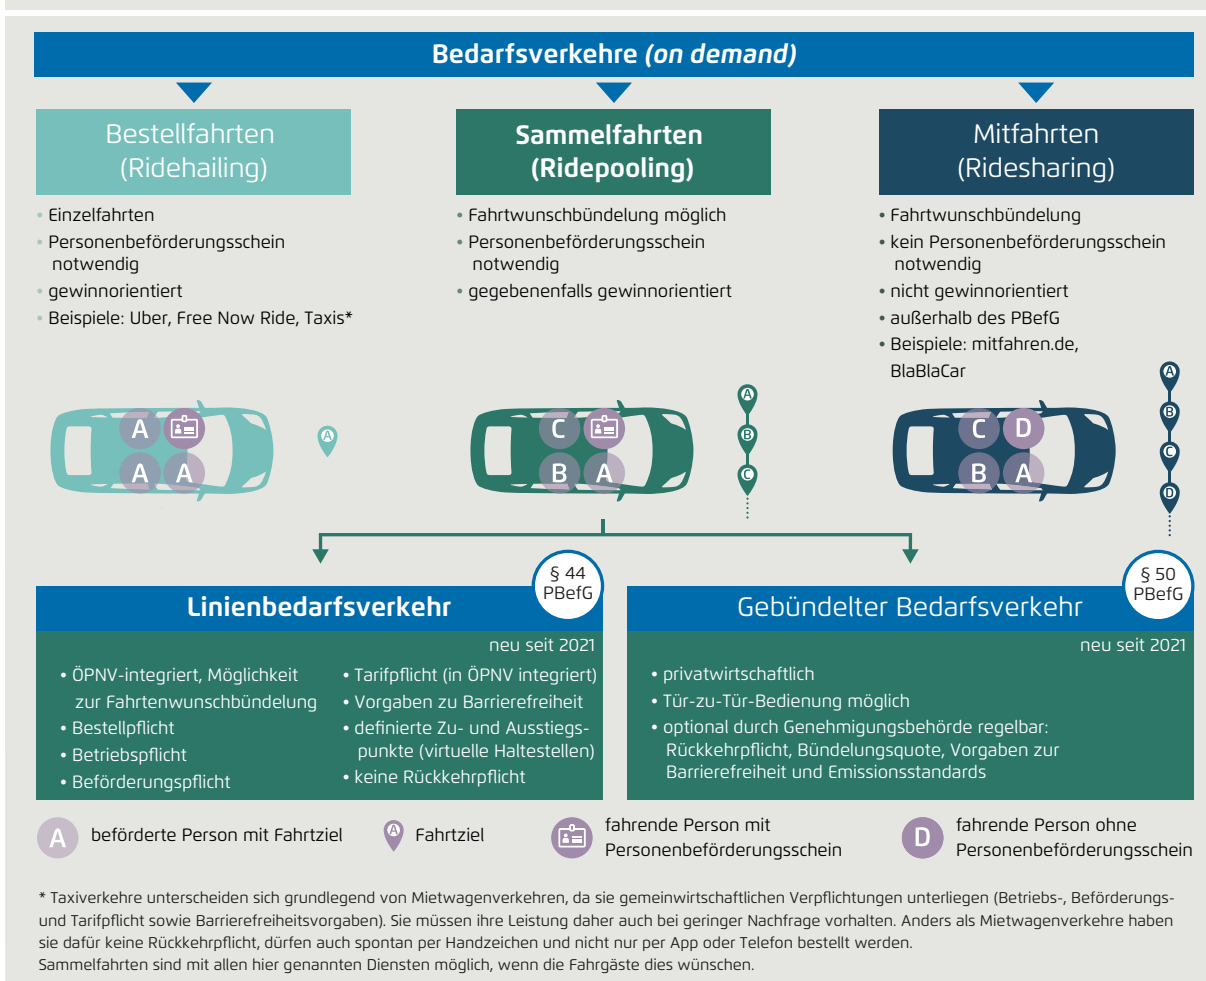 Bedarfsverkehre (on demand)
Bestellfahrten
(Ridehailing)
• Einzelfahrten
• Personenbeförderungsschein
notwendig
• gewinnorientiert
• Beispiele: Uber, Free Now Ride, Taxis*
Sammelfahrten
(Ridepooling)
• Fahrtwunschbündelung möglich
• Personenbeförderungsschein
notwendig
• gegebenenfalls gewinnorientiert
Mitfahrten
(Ridesharing)
• Fahrtwunschbündelung
• kein Personenbeförderungsschein
notwendig
• nicht gewinnorientiert
• außerhalb des PBefG
• Beispiele: mitfahren.de,
BlaBlaCar
A
A A
A
C
B A
A
B
C
C D
B A
A
B
C
D
§ 44
PBefG
Linienbedarfsverkehr
neu seit 2021
• ÖPNV-integriert, Möglichkeit
zur Fahrtenwunschbündelung
• Bestellpflicht
• Betriebspflicht
• Beförderungspflicht
• Tarifpflicht (in ÖPNV integriert)
• Vorgaben zu Barrierefreiheit
• definierte Zu- und Ausstiegs-
punkte (virtuelle Haltestellen)
• keine Rückkehrpflicht
§ 50
PBefG
Gebündelter Bedarfsverkehr
neu seit 2021
• privatwirtschaftlich
• Tür-zu-Tür-Bedienung möglich
• optional durch Genehmigungsbehörde regelbar:
Rückkehrpflicht, Bündelungsquote, Vorgaben zur
Barrierefreiheit und Emissionsstandards
A beförderte Person mit Fahrtziel
A Fahrtziel
fahrende Person mit
Personenbeförderungsschein
D fahrende Person ohne
Personenbeförderungsschein
* Taxiverkehre unterscheiden sich grundlegend von Mietwagenverkehren, da sie gemeinwirtschaftlichen Verpflichtungen unterliegen (Betriebs-, Beförderungs-
und Tarifpflicht sowie Barrierefreiheitsvorgaben). Sie müssen ihre Leistung daher auch bei geringer Nachfrage vorhalten. Anders als Mietwagenverkehre haben
sie dafür keine Rückkehrpflicht, dürfen auch spontan per Handzeichen und nicht nur per App oder Telefon bestellt werden.
Sammelfahrten sind mit allen hier genannten Diensten möglich, wenn die Fahrgäste dies wünschen.